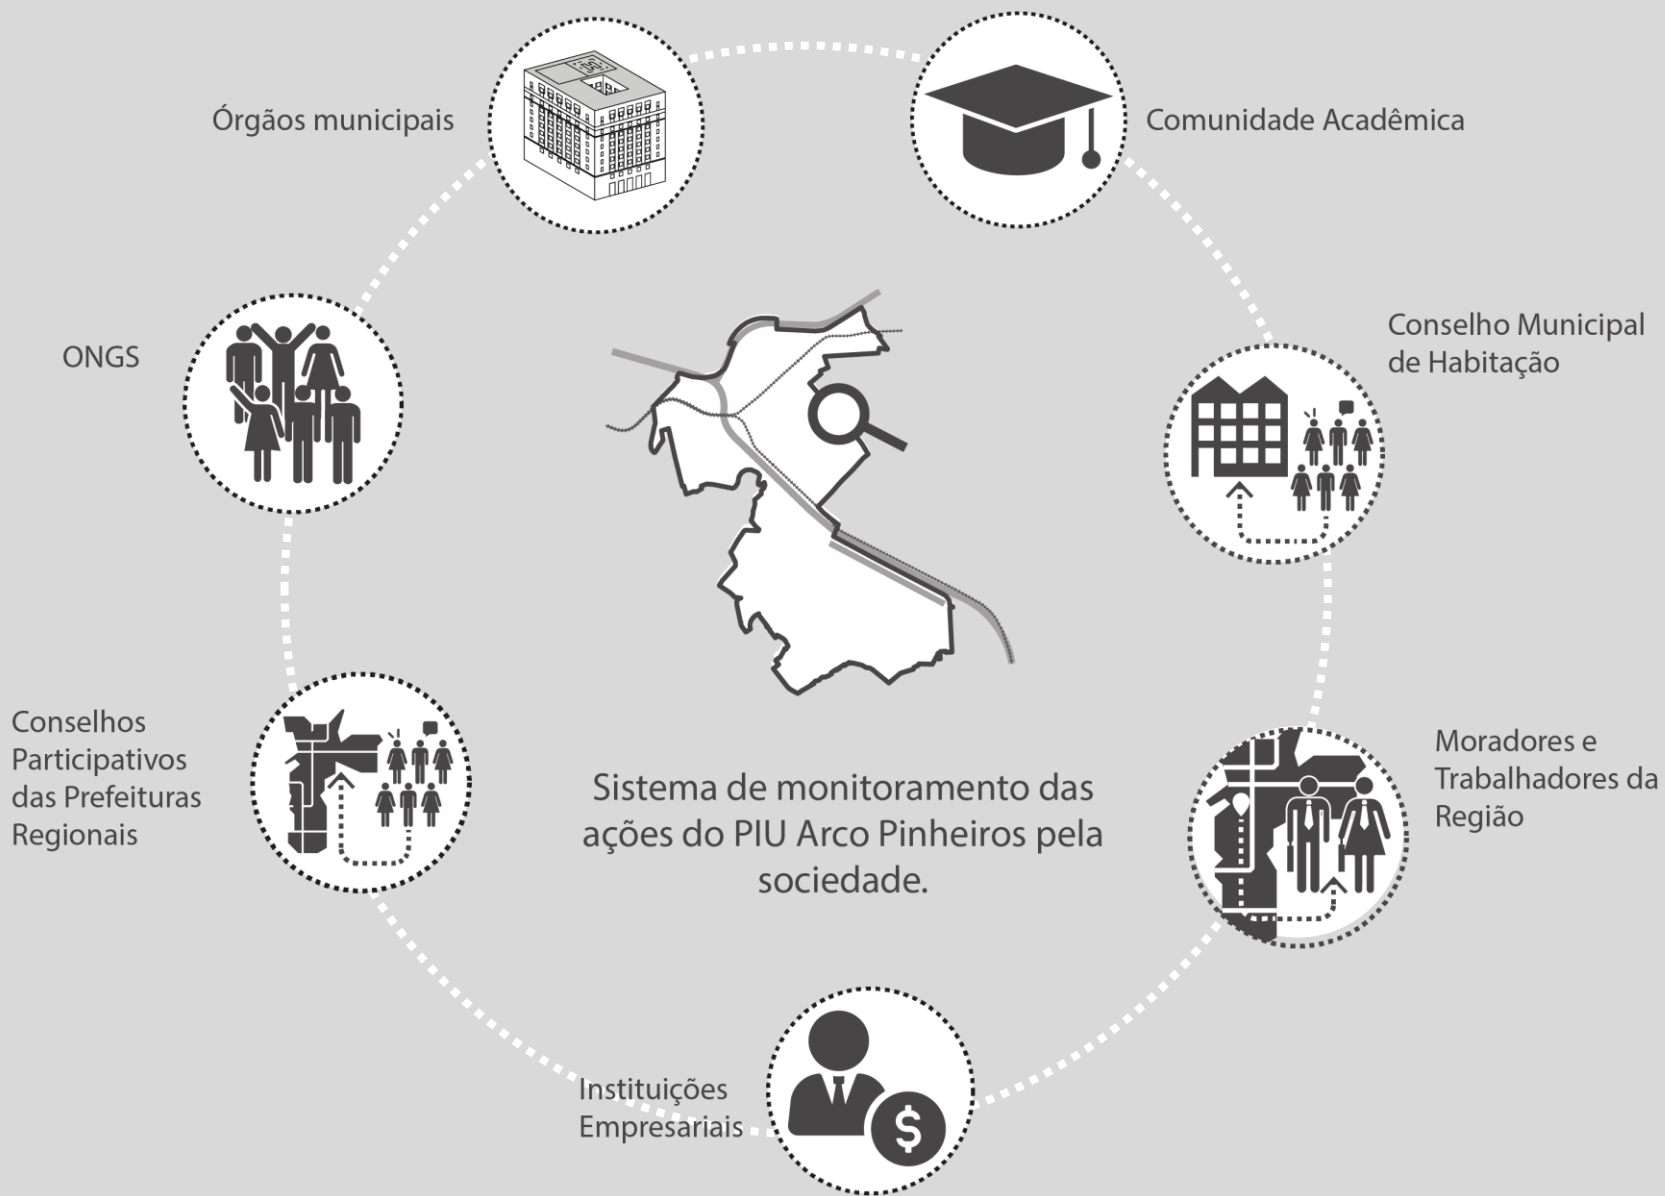 Órgãos municipais
Comunidade Acadêmica
ONGS
Conselho Municipal
de Habitação
Conselhos
Participativos
das Prefeituras
Regionais
Sistema de monitoramento das
ações do PIU Arco Pinheiros pela
sociedade.
Moradores e
Trabalhadores da
Região
Instituições
Empresariais
$